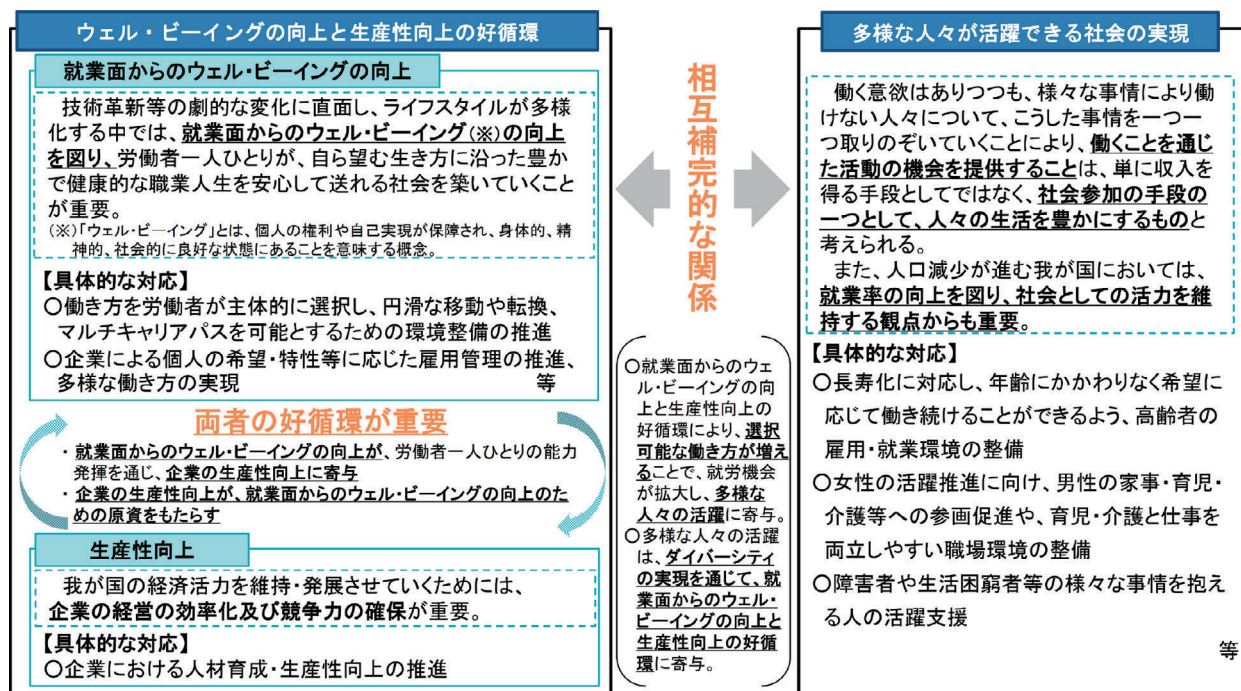 ウェル・ビーイングの向上と生産性向上の好循環
就業面からのウェル・ビーイングの向上
技術革新等の劇的な変化に直面し、ライフスタイルが多様
化する中では、就業面からのウェル・ビーイング(※)の向上
を図り、労働者一人ひとりが、自ら望む生き方に沿った豊か
で健康的な職業人生を安心して送れる社会を築いていくこと
が重要。
(※)「ウェル・ビーイング」とは、個人の権利や自己実現が保障され、身体的、精
神的、社会的に良好な状態にあることを意味する概念。
【具体的な対応】
○働き方を労働者が主体的に選択し、円滑な移動や転換、
マルチキャリアパスを可能とするための環境整備の推進
○企業による個人の希望・特性等に応じた雇用管理の推進、
多様な働き方の実現 等
両者の好循環が重要
・就業面からのウェル・ビーイングの向上が、労働者一人ひとりの能力
発揮を通じ、企業の生産性向上に寄与
・企業の生産性向上が、就業面からのウェル・ビーイングの向上のた
めの原資をもたらす
生産性向上
我が国の経済活力を維持・発展させていくためには、
企業の経営の効率化及び競争力の確保が重要。
【具体的な対応】
○企業における人材育成・生産性向上の推進
相互補完的な関係
○就業面からのウェ
ル・ビーイングの向
上と生産性向上の
好循環により、選択
可能な働き方が増え
ることで、就労機会
が拡大し、多様な
人々の活躍に寄与。
○多様な人々の活躍
は、ダイバーシティ
の実現を通じて、就
業面からのウェル・
ビーイングの向上と
生産性向上の好循
環に寄与。
多様な人々が活躍できる社会の実現
働く意欲はありつつも、様々な事情により働
けない人々について、こうした事情を一つ一
つ取りのぞいていくことにより、働くことを通じ
た活動の機会を提供することは、単に収入を
得る手段としてではなく、社会参加の手段の
一つとして、人々の生活を豊かにするものと
考えられる。
また、人口減少が進む我が国においては、
就業率の向上を図り、社会としての活力を維
持する観点からも重要。
【具体的な対応】
○長寿化に対応し、年齢にかかわりなく希望に
応じて働き続けることができるよう、高齢者の
雇用・就業環境の整備
○女性の活躍推進に向け、男性の家事・育児・
介護等への参画促進や、育児・介護と仕事を
両立しやすい職場環境の整備
○障害者や生活困窮者等の様々な事情を抱え
る人の活躍支援
等